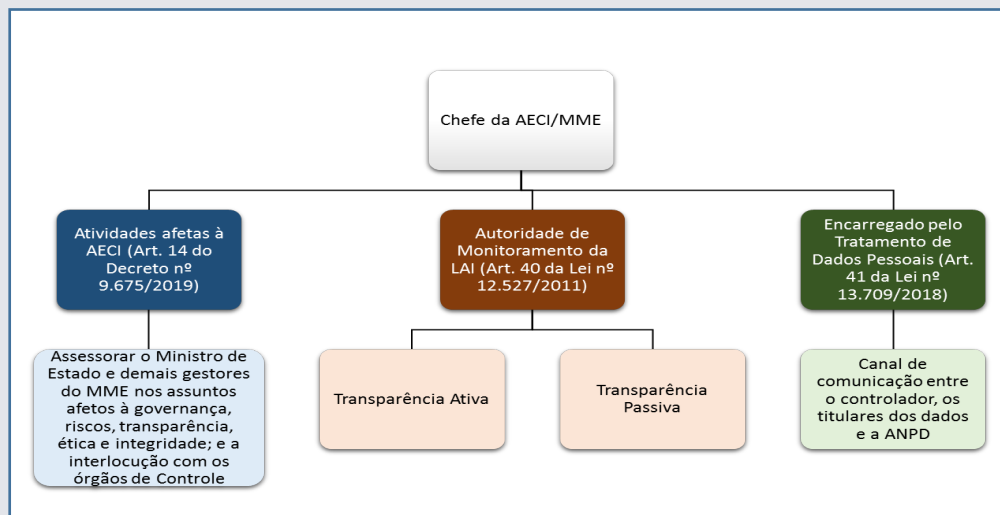 Chefe da AECI/MME
Atividades afetas à
AECI (Art. 14 do
Decreto nº
9.675/2019)
Autoridade de
Monitoramento da
LAI (Art. 40 da Lei nº
12.527/2011)
Encarregado pelo
Tratamento de
Dados Pessoais (Art.
41 da Lei nº
13.709/2018)
Assessorar o Ministro de
Estado e demais gestores
do MME nos assuntos
afetos à governança,
riscos, transparência,
ética e integridade; e a
interlocução com os
órgãos de Controle
Transparência Ativa
Transparência
Passiva
Canal de
comunicação entre
o controlador, os
titulares dos dados
e a ANPD